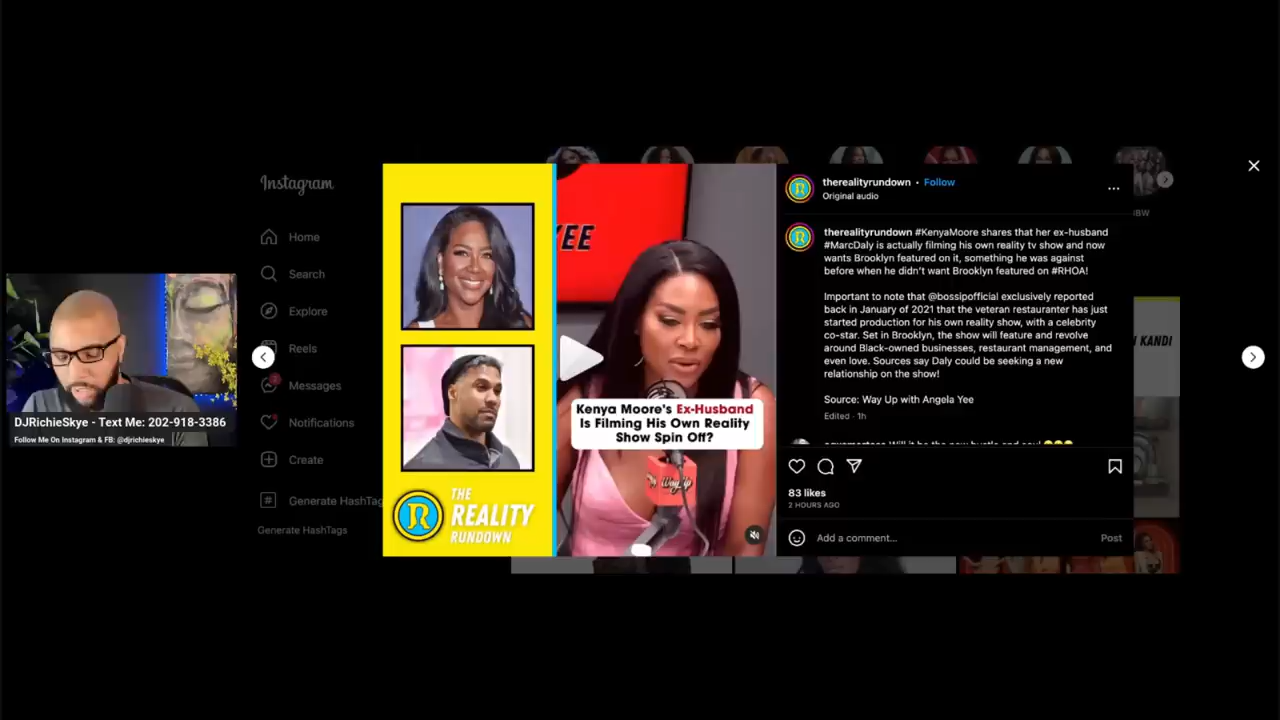 Instagram
Home
Search
Explore
Reels
Messages
Notifications
Create
Generate HashTag
Generate HashTags
DJRichieSkye - Text Me: 202-918-3386
Follow Me On Instagram & FB: @djrichieskye
THE
REALITY
RUNDOWN
R
EE
Kenya Moore's Ex-Husband
Is Filming His Own Reality
Show Spin Off?
Way Up
therealityrundown • Follow
Original audio
therealityrundown #KenyaMoore shares that her ex-husband
#MarcDaly is actually filming his own reality tv show and now
wants Brooklyn featured on it, something he was against
before when he didn't want Brooklyn featured on #RHOA!
Important to note that @bossipofficial exclusively reported
back in January of 2021 that the veteran restauranter has just
started production for his own reality show, with a celebrity
co-star. Set in Brooklyn, the show will feature and revolve
around Black-owned businesses, restaurant management, and
even love. Sources say Daly could be seeking a new
relationship on the show!
Source: Way Up with Angela Yee
Edited · 1h
83 likes
2 HOURS AGO
Add a comment...
Post
KANDI